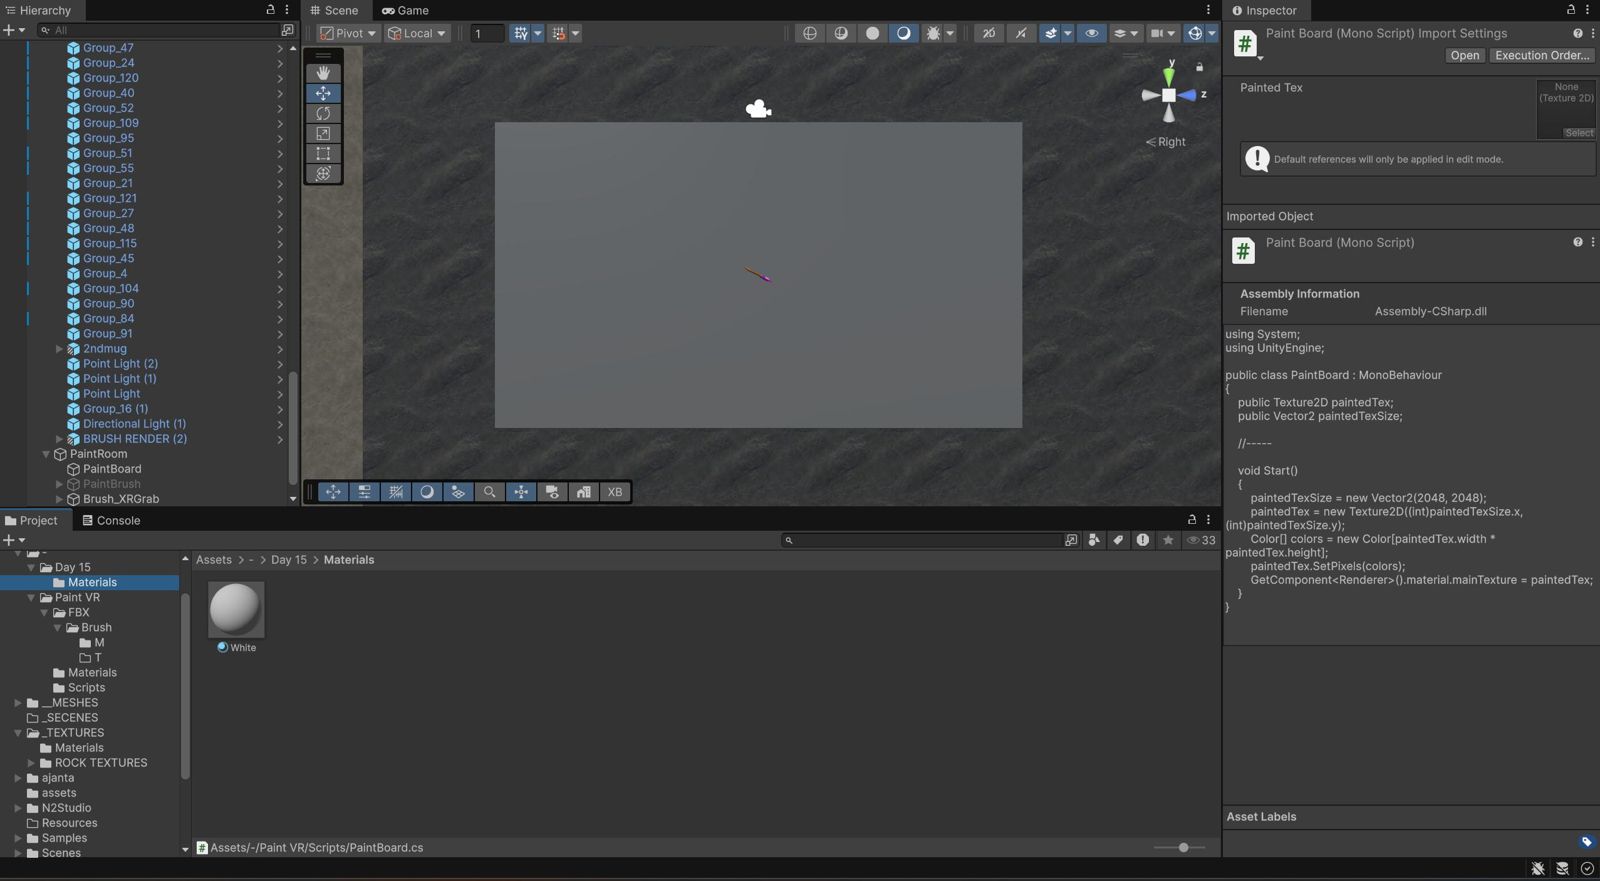 Hierarchy
All
Group_47
Group_24
Group_120
Group_40
Group_52
Group_109
Group_95
Group_51
Group_55
Group_21
Group_121
Group_27
Group_48
Group_115
Group_45
Group_4
Group_104
Group_90
Group_84
Group_91
2ndmug
Point Light (2)
Point Light (1)
Point Light
Group_16 (1)
Directional Light (1)
BRUSH RENDER (2)
PaintRoom
PaintBoard
PaintBrush
Brush_XRGrab
Scene
Game
Pivot
Local
1
2D
y
z
Right
XB
Project
Console
33
Day 15
Materials
Paint VR
FBX
Brush
M
T
Materials
Scripts
__MESHES
_SECENES
_TEXTURES
Materials
ROCK TEXTURES
ajanta
assets
N2Studio
Resources
Samples
Scenes
Assets > - > Day 15 > Materials
White
Assets/-/Paint VR/Scripts/PaintBoard.cs
Inspector
Paint Board (Mono Script) Import Settings
Open
Execution Order...
Painted Tex
None
(Texture 2D)
Select
Default references will only be applied in edit mode.
Imported Object
Paint Board (Mono Script)
Assembly Information
Filename Assembly-CSharp.dll
using System;
using UnityEngine;
public class PaintBoard : MonoBehaviour
{
public Texture2D paintedTex;
public Vector2 paintedTexSize;
//-----
void Start()
{
paintedTexSize = new Vector2(2048, 2048);
paintedTex = new Texture2D((int)paintedTexSize.x,
(int)paintedTexSize.y);
Color[] colors = new Color[paintedTex.width *
paintedTex.height];
paintedTex.SetPixels(colors);
GetComponent<Renderer>().material.mainTexture = paintedTex;
}
}
Asset Labels